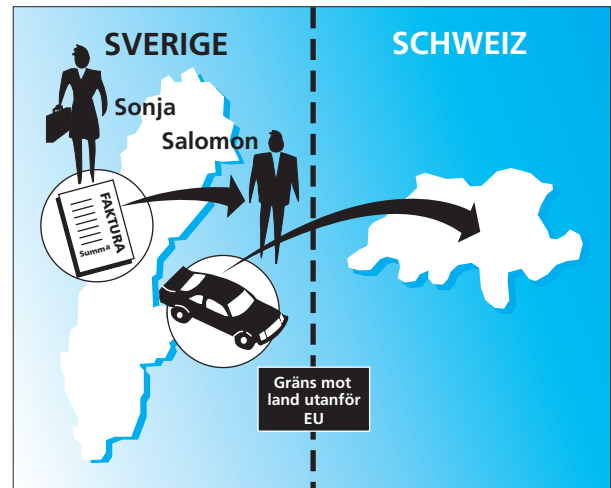 SVERIGE
SCHWEIZ
Sonja
Salomon
FAKTURA
Summa
Gräns mot
land utanför
EU